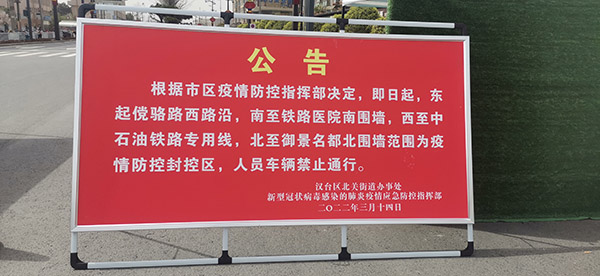 公告
根据市区疫情防控指挥部决定，即日起，东
起傥骆路西路沿，南至铁路医院南围墙，西至中
石油铁路专用线，北至御景名都北围墙范围为疫
情防控封控区，人员车辆禁止通行。
汉台区北关街道办事处
新型冠状病毒感染的肺炎疫情应急防控指挥部
二〇二二年三月十四日